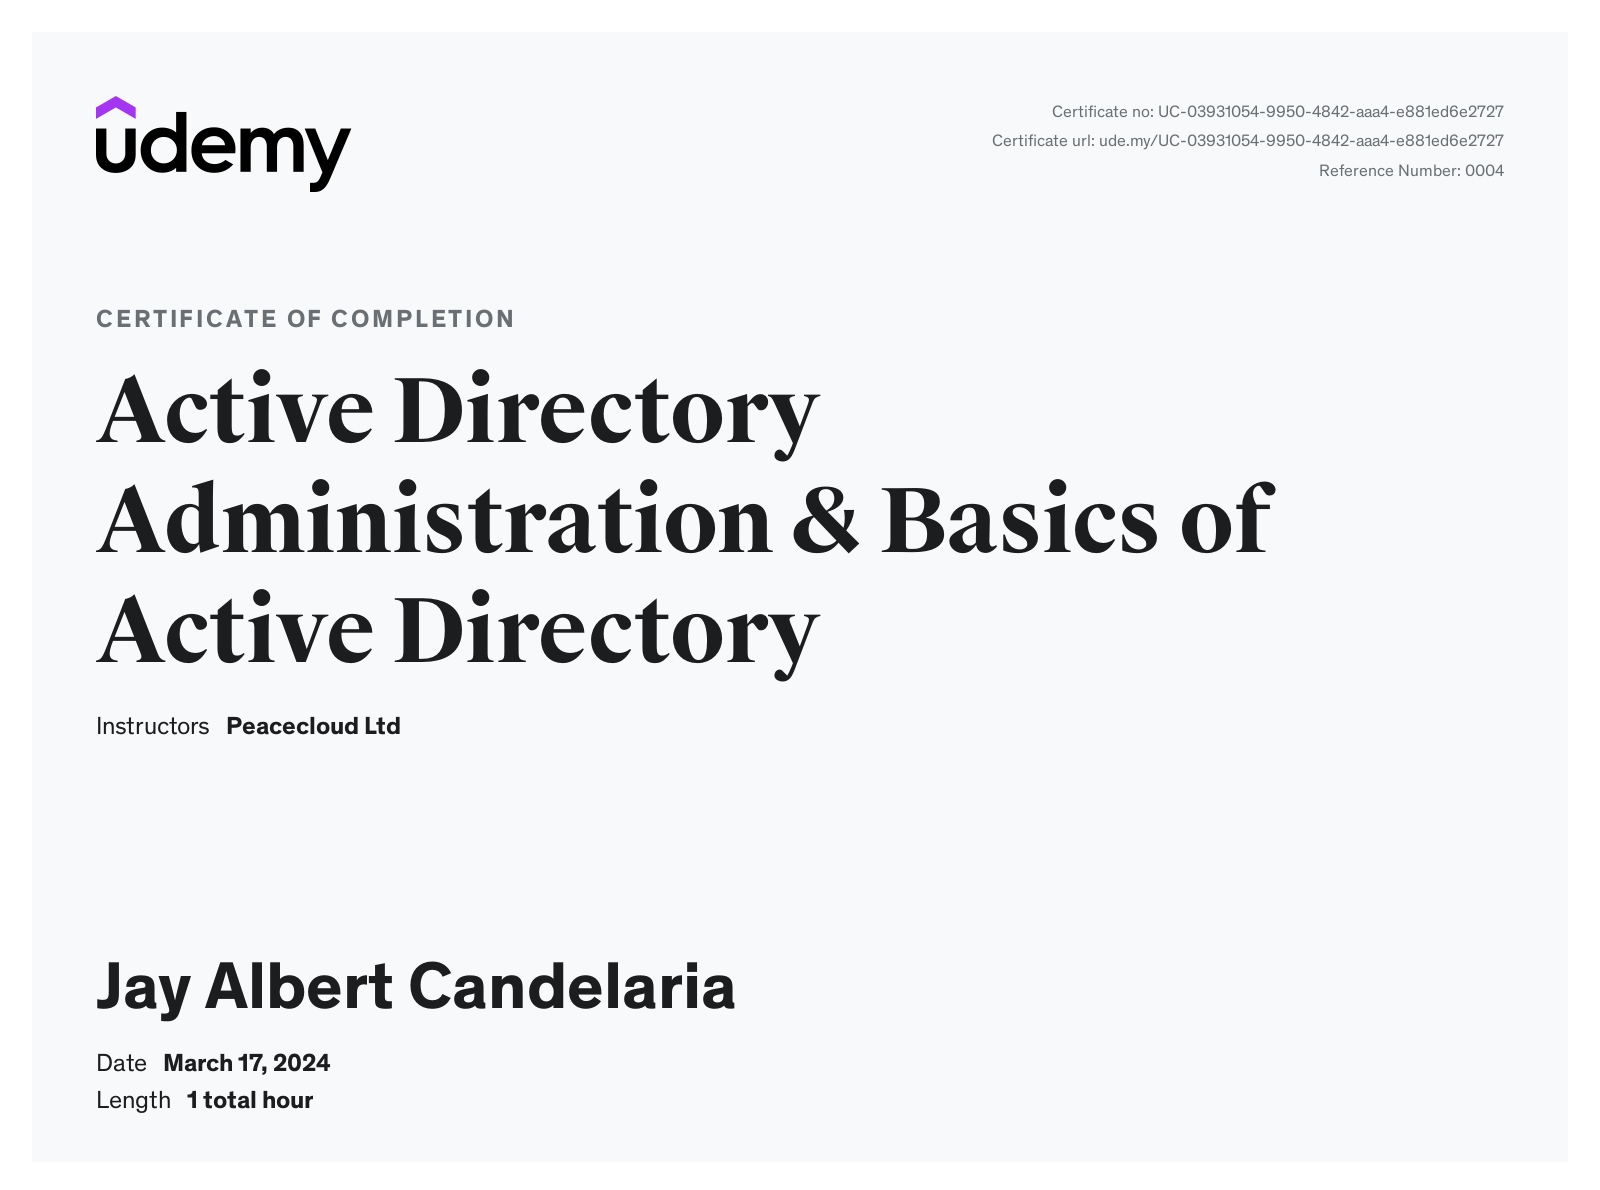 udemy
Certificate no: UC-03931054-9950-4842-aaa4-e881ed6e2727
Certificate url: ude.my/UC-03931054-9950-4842-aaa4-e881ed6e2727
Reference Number: 0004
CERTIFICATE OF COMPLETION
Active Directory
Administration & Basics of
Active Directory
Instructors Peacecloud Ltd
Jay Albert Candelaria
Date March 17, 2024
Length 1 total hour